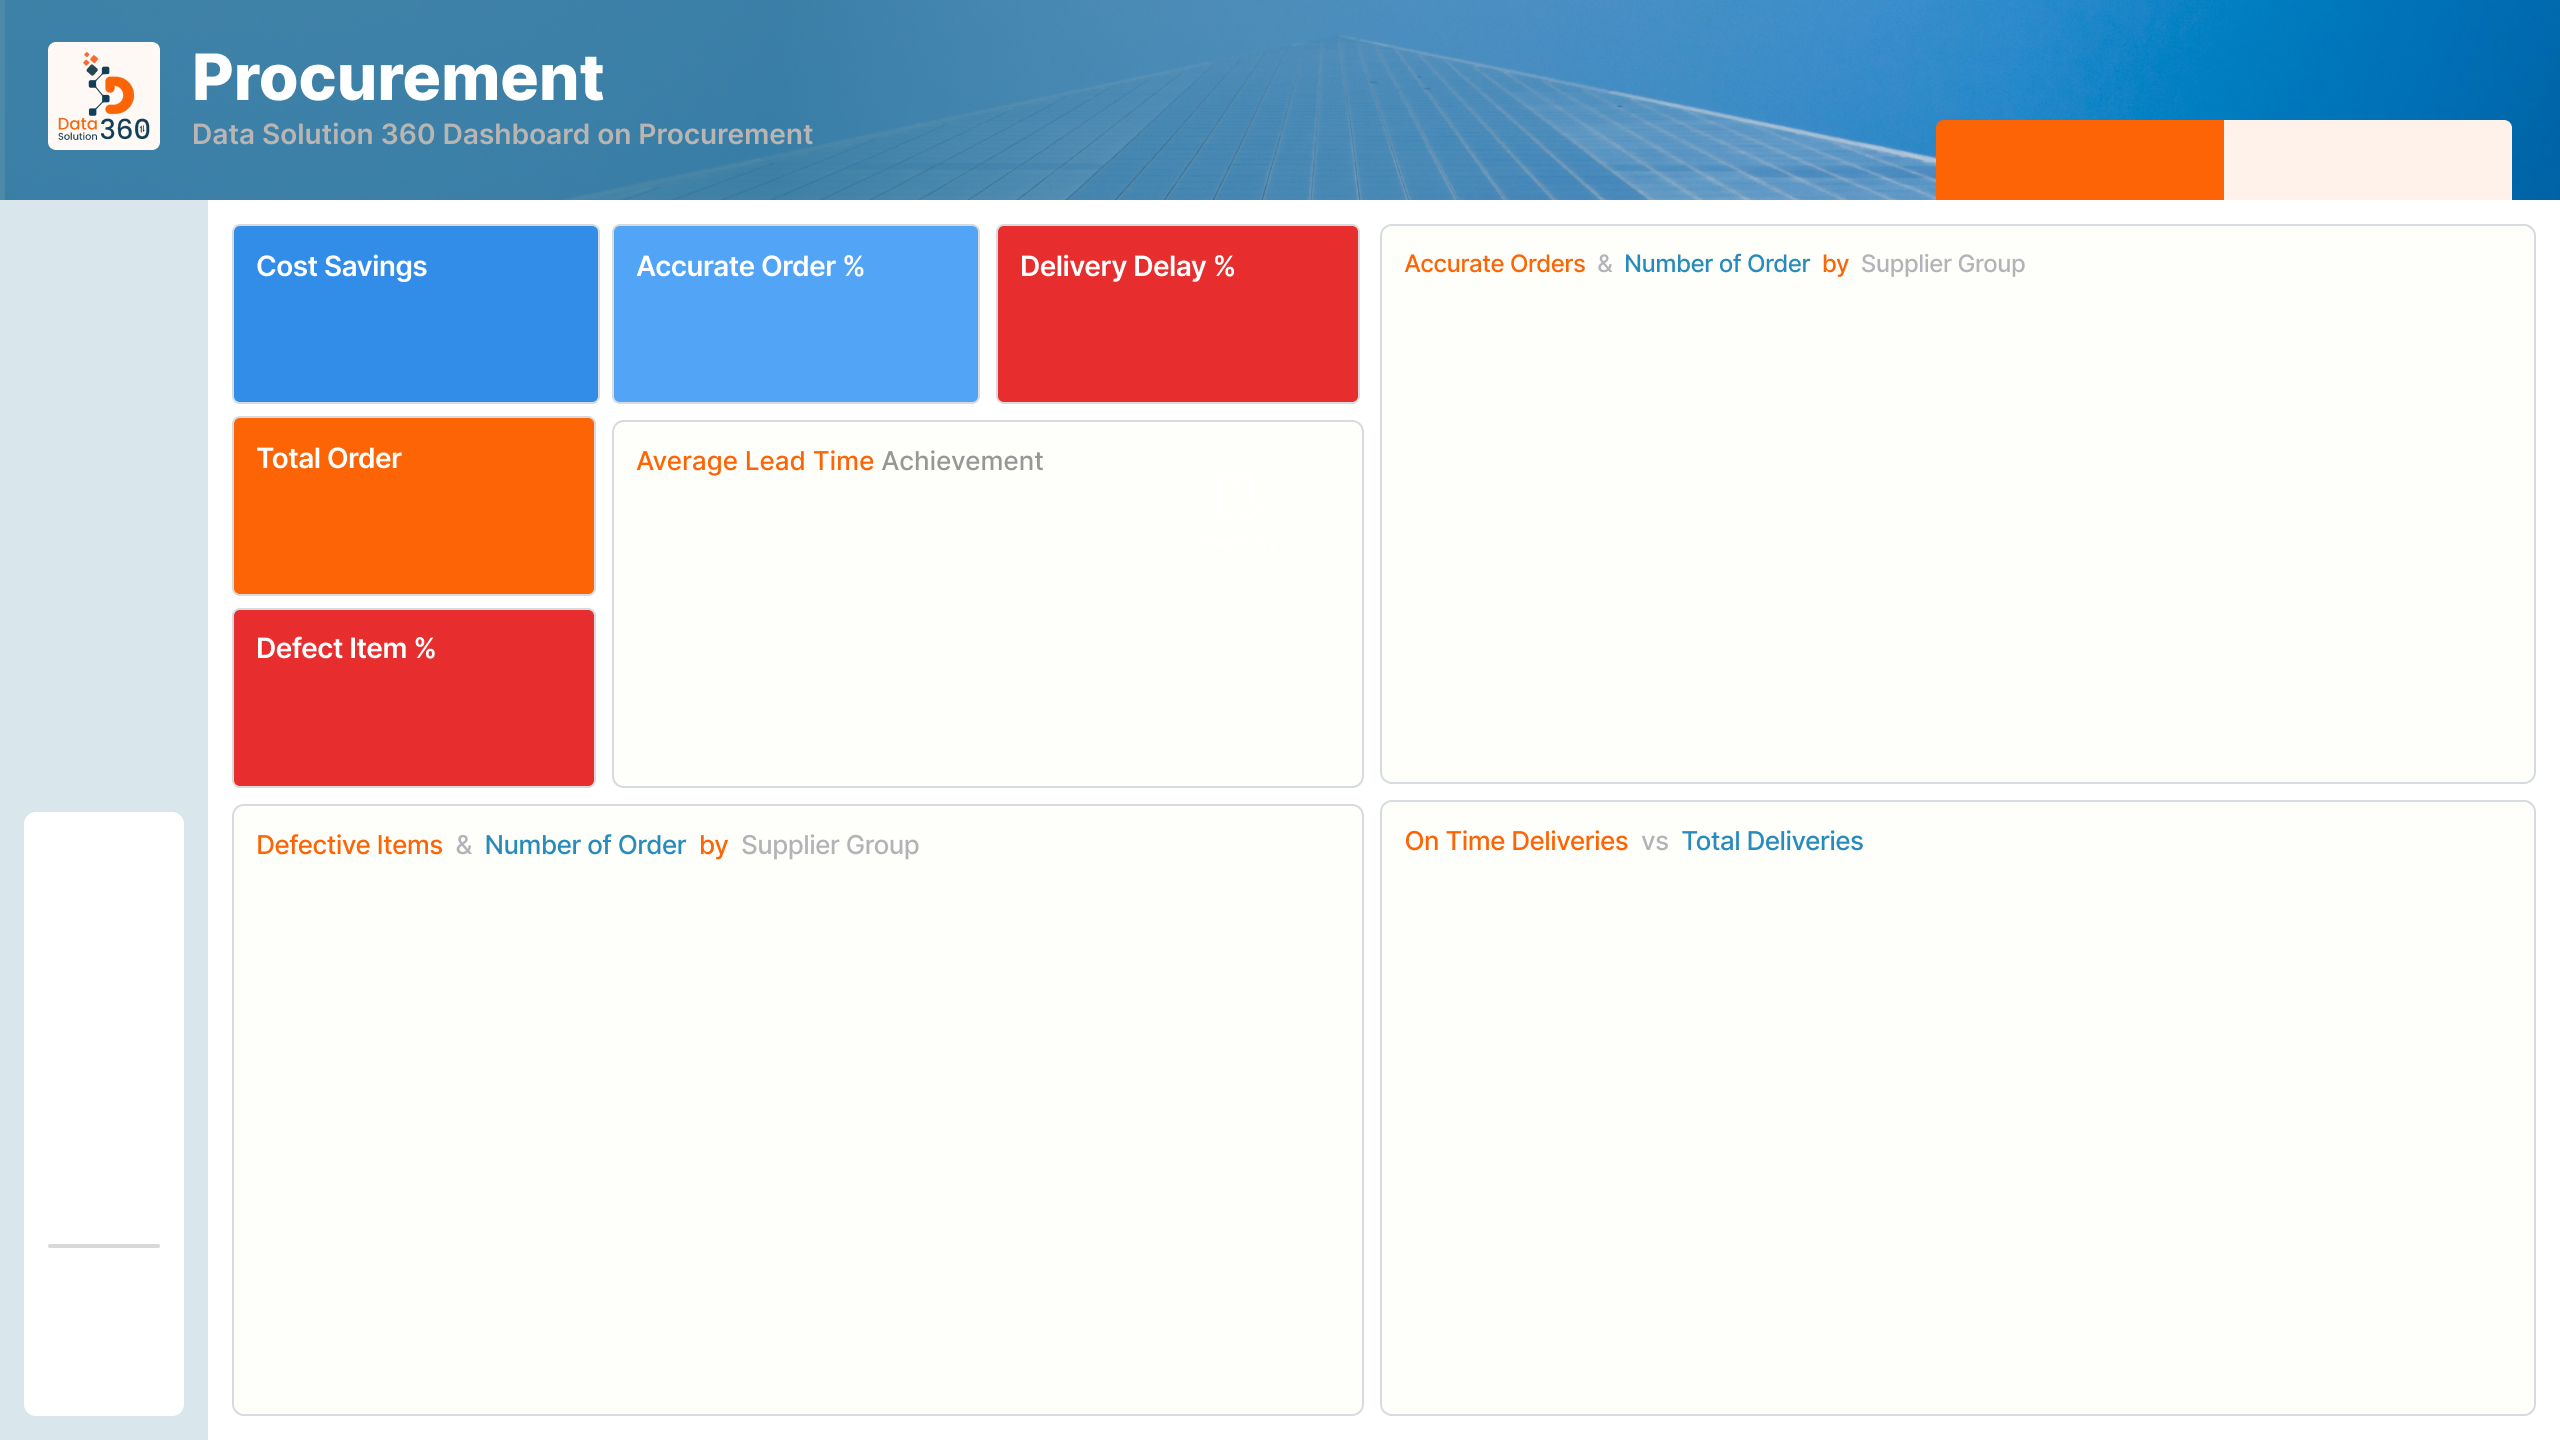 Procurement
Data Solution 360 Dashboard on Procurement
Data
Solution 360
Cost Savings
Accurate Order %
Delivery Delay %
Accurate Orders & Number of Order by Supplier Group
Total Order
Average Lead Time Achievement
Defect Item %
Defective Items & Number of Order by Supplier Group
On Time Deliveries vs Total Deliveries